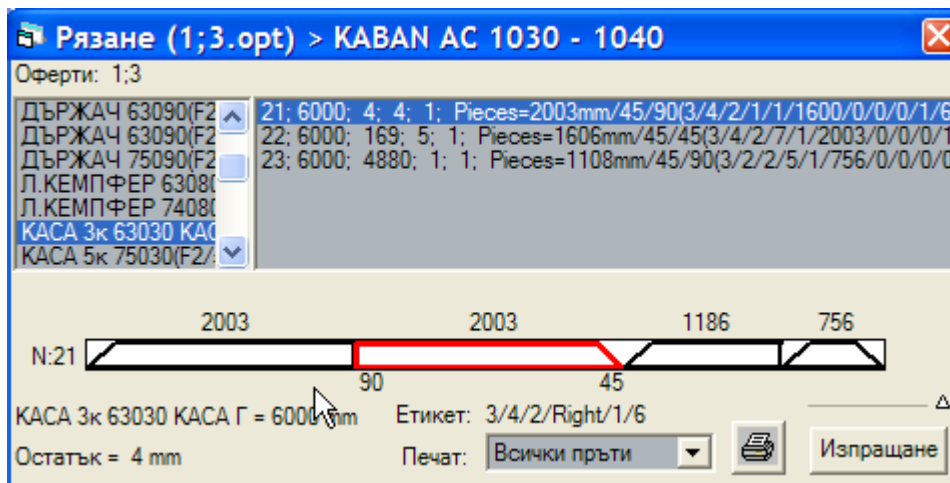 Рязане (1;3.opt) > KABAN AC 1030 - 1040
Оферти: 1;3
ДЪРЖАЧ 63090(F2
ДЪРЖАЧ 63090(F2
ДЪРЖАЧ 75090(F2
Л.КЕМПФЕР 63080
Л.КЕМПФЕР 74080
КАСА 3к 63030 КАС
КАСА 5к 75030(F2/
21; 6000; 4; 4; 1; Pieces=2003mm/45/90(3/4/2/1/1/1600/0/0/0/1/6
22; 6000; 169; 5; 1; Pieces=1606mm/45/45(3/4/2/7/1/2003/0/0/0/1
23; 6000; 4880; 1; 1; Pieces=1108mm/45/90(3/2/2/5/1/756/0/0/0/0
2003 2003 1186 756
N:21
90 45
КАСА 3к 63030 КАСА Г = 6000 mm Етикет: 3/4/2/Right/1/6
Остатък = 4 mm Печат: Всички пръти Изпращане